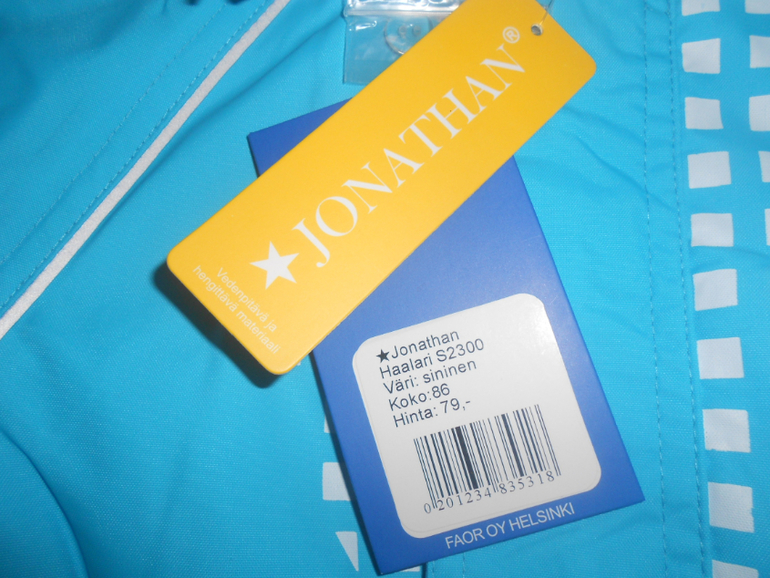 ★JONATHAN®
Vedenpitävä ja
hengittävä materiaali
★Jonathan
Haalari S2300
Väri: sininen
Koko:86
Hinta: 79,-
0 201234 835318
FAOR OY HELSINKI